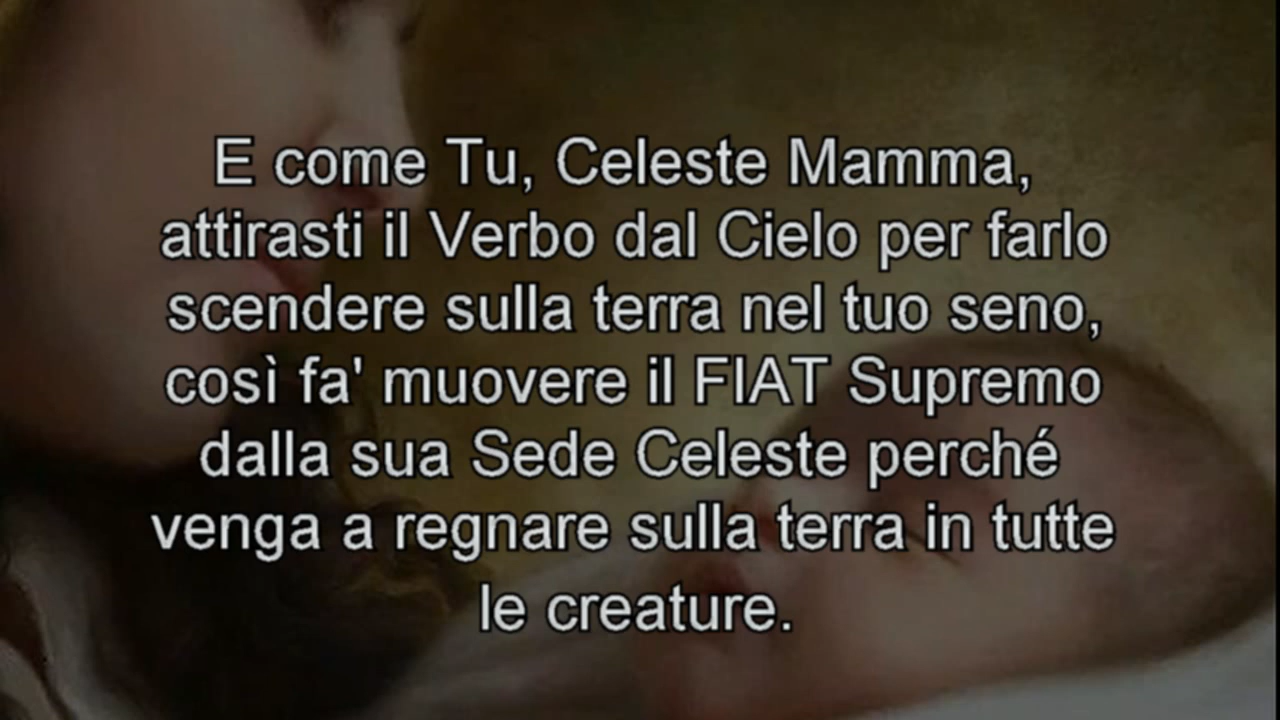 E come Tu, Celeste Mamma,
attirasti il Verbo dal Cielo per farlo
scendere sulla terra nel tuo seno,
così fa' muovere il FIAT Supremo
dalla sua Sede Celeste perché
venga a regnare sulla terra in tutte
le creature.